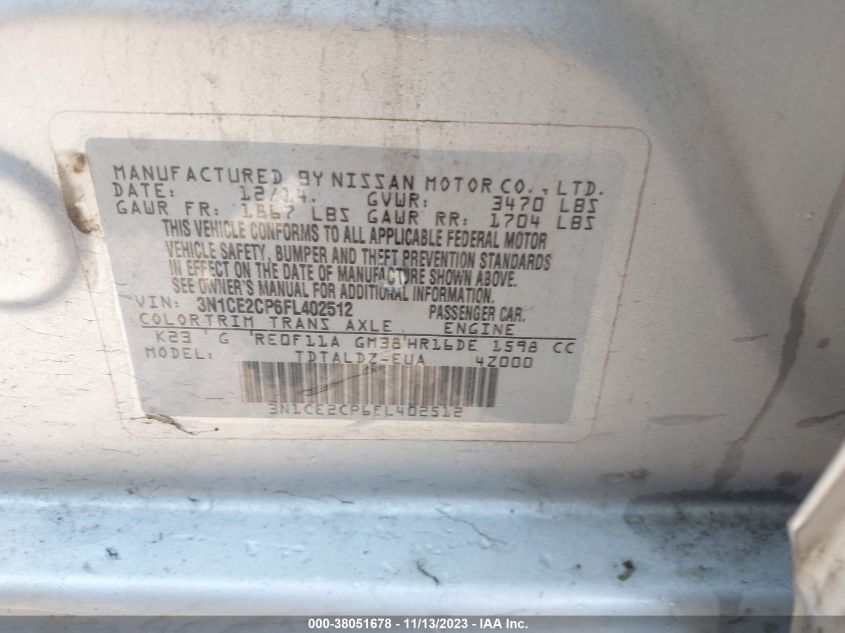 MANUFACTURED BY NISSAN MOTOR CO., LTD.
DATE: 12/14. GVWR: 3470 LBS
GAWR FR: 1867 LBS GAWR RR: 1704 LBS
THIS VEHICLE CONFORMS TO ALL APPLICABLE FEDERAL MOTOR
VEHICLE SAFETY, BUMPER AND THEFT PREVENTION STANDARDS
IN EFFECT ON THE DATE OF MANUFACTURE SHOWN ABOVE.
SEE OWNER'S MANUAL FOR ADDITIONAL INFORMATION.
VIN: 3N1CE2CP6FL402512 PASSENGER CAR.
COLORTRIM TRANS AXLE ENGINE
K23 ' G 'RE0F11A GM38'HR16DE 1598 CC
MODEL: TDTALDZ-EUA 4Z000
3N1CE2CP6FL402512
000-38051678 - 11/13/2023 - IAA Inc.